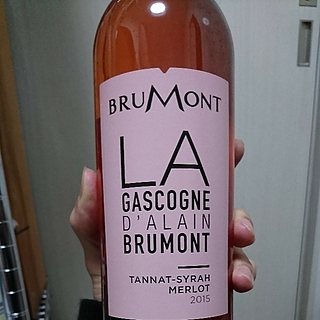 BRUMONT
LA
GASCOGNE
D'ALAIN
BRUMONT
TANNAT-SYRAH
MERLOT
2015